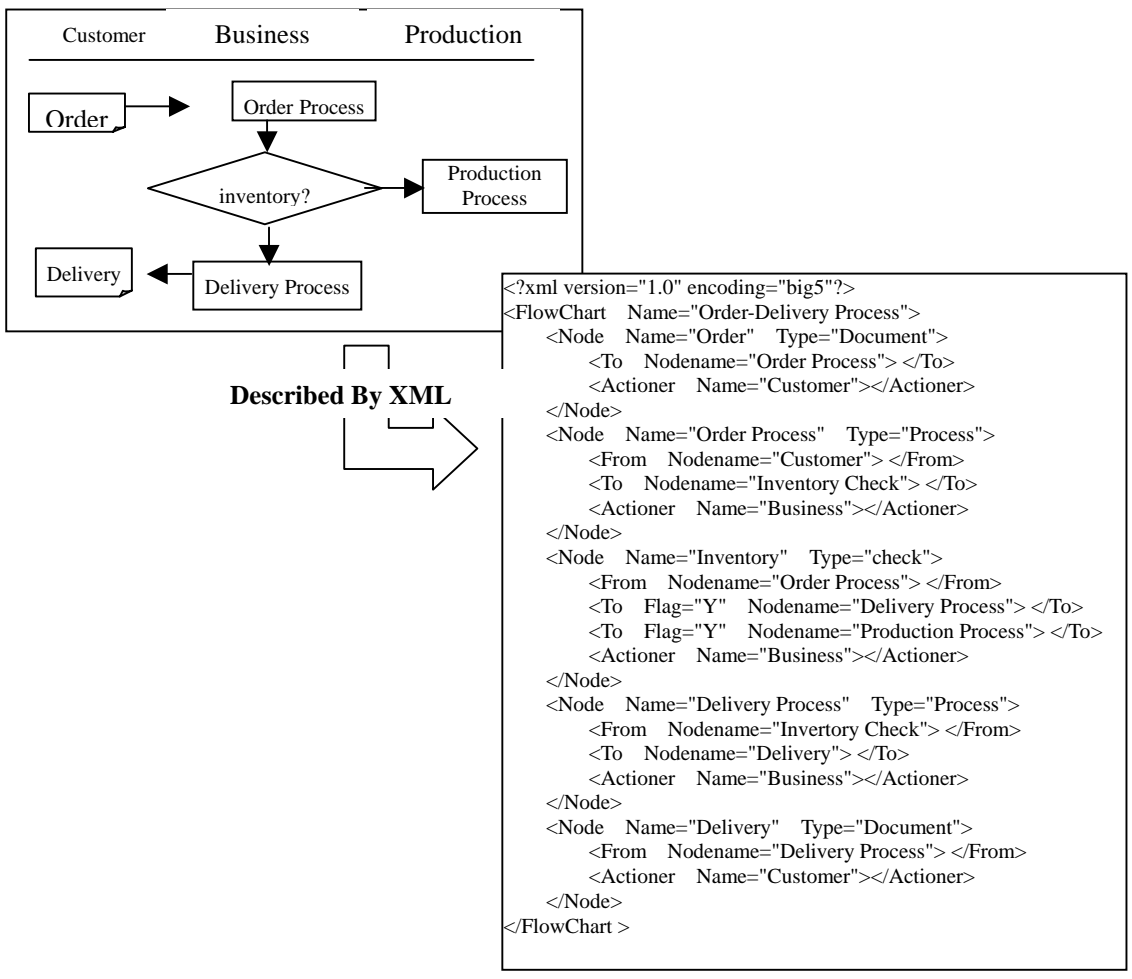 Customer Business Production
Order
Order Process
inventory?
Production
Process
Delivery
Delivery Process
Described By XML
<?xml version="1.0" encoding="big5"?>
<FlowChart Name="Order-Delivery Process">
<Node Name="Order" Type="Document">
<To Nodename="Order Process"> </To>
<Actioner Name="Customer"></Actioner>
</Node>
<Node Name="Order Process" Type="Process">
<From Nodename="Customer"> </From>
<To Nodename="Inventory Check"> </To>
<Actioner Name="Business"></Actioner>
</Node>
<Node Name="Inventory" Type="check">
<From Nodename="Order Process"> </From>
<To Flag="Y" Nodename="Delivery Process"> </To>
<To Flag="Y" Nodename="Production Process"> </To>
<Actioner Name="Business"></Actioner>
</Node>
<Node Name="Delivery Process" Type="Process">
<From Nodename="Invertory Check"> </From>
<To Nodename="Delivery"> </To>
<Actioner Name="Business"></Actioner>
</Node>
<Node Name="Delivery" Type="Document">
<From Nodename="Delivery Process"> </From>
<Actioner Name="Customer"></Actioner>
</Node>
</FlowChart >